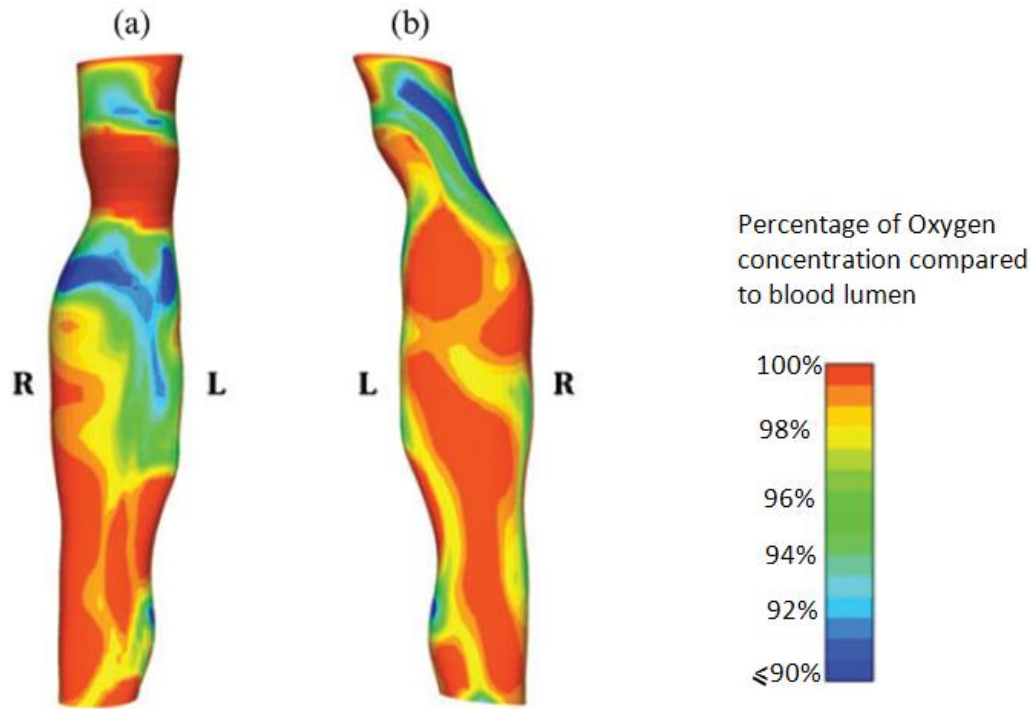 (a)
(b)
R
L
L
R
Percentage of Oxygen
concentration compared
to blood lumen
100%
98%
96%
94%
92%
⩽90%